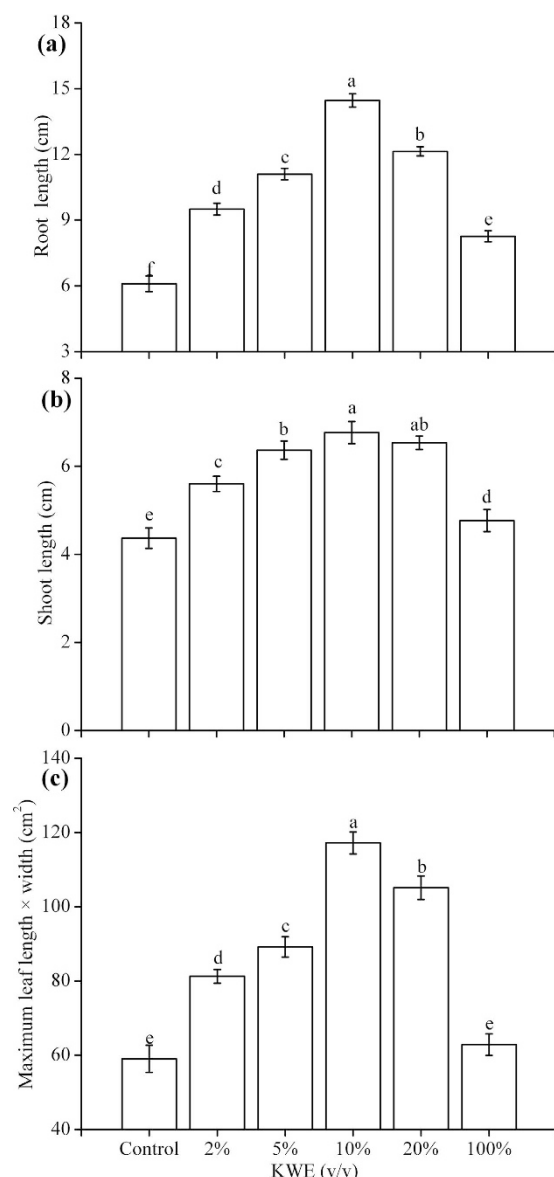 (a)
Root length (cm)
18
15
12
9
6
3
f
d
c
a
b
e
(b)
Shoot length (cm)
8
6
4
2
0
e
c
b
a
ab
d
(c)
Maximum leaf length × width (cm²)
140
120
100
80
60
40
e
d
c
a
b
e
Control 2% 5% 10% 20% 100%
KWE (v/v)